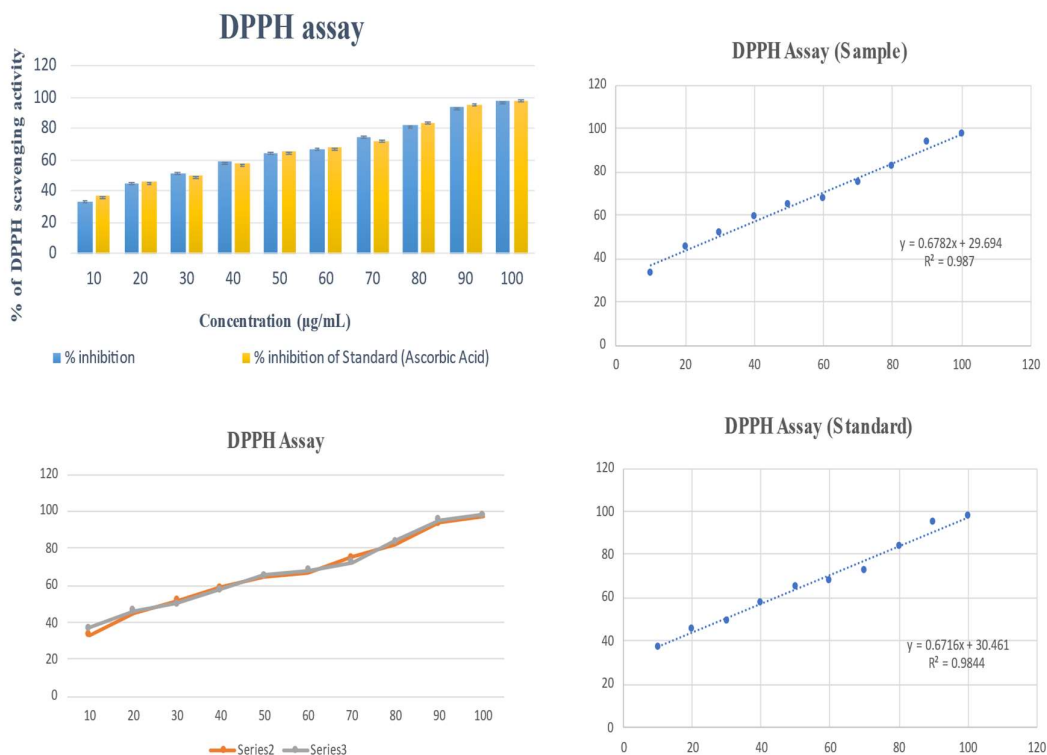 DPPH assay
% of DPPH scavenging activity
120
100
80
60
40
20
0
10 20 30 40 50 60 70 80 90 100
Concentration (µg/mL)
% inhibition
% inhibition of Standard (Ascorbic Acid)
DPPH Assay (Sample)
120
100
80
60
40
20
0
y = 0.6782x + 29.694
R² = 0.987
0 20 40 60 80 100 120
DPPH Assay
120
100
80
60
40
20
0
10 20 30 40 50 60 70 80 90 100
Series2 Series3
DPPH Assay (Standard)
120
100
80
60
40
20
0
y = 0.6716x + 30.461
R² = 0.9844
0 20 40 60 80 100 120